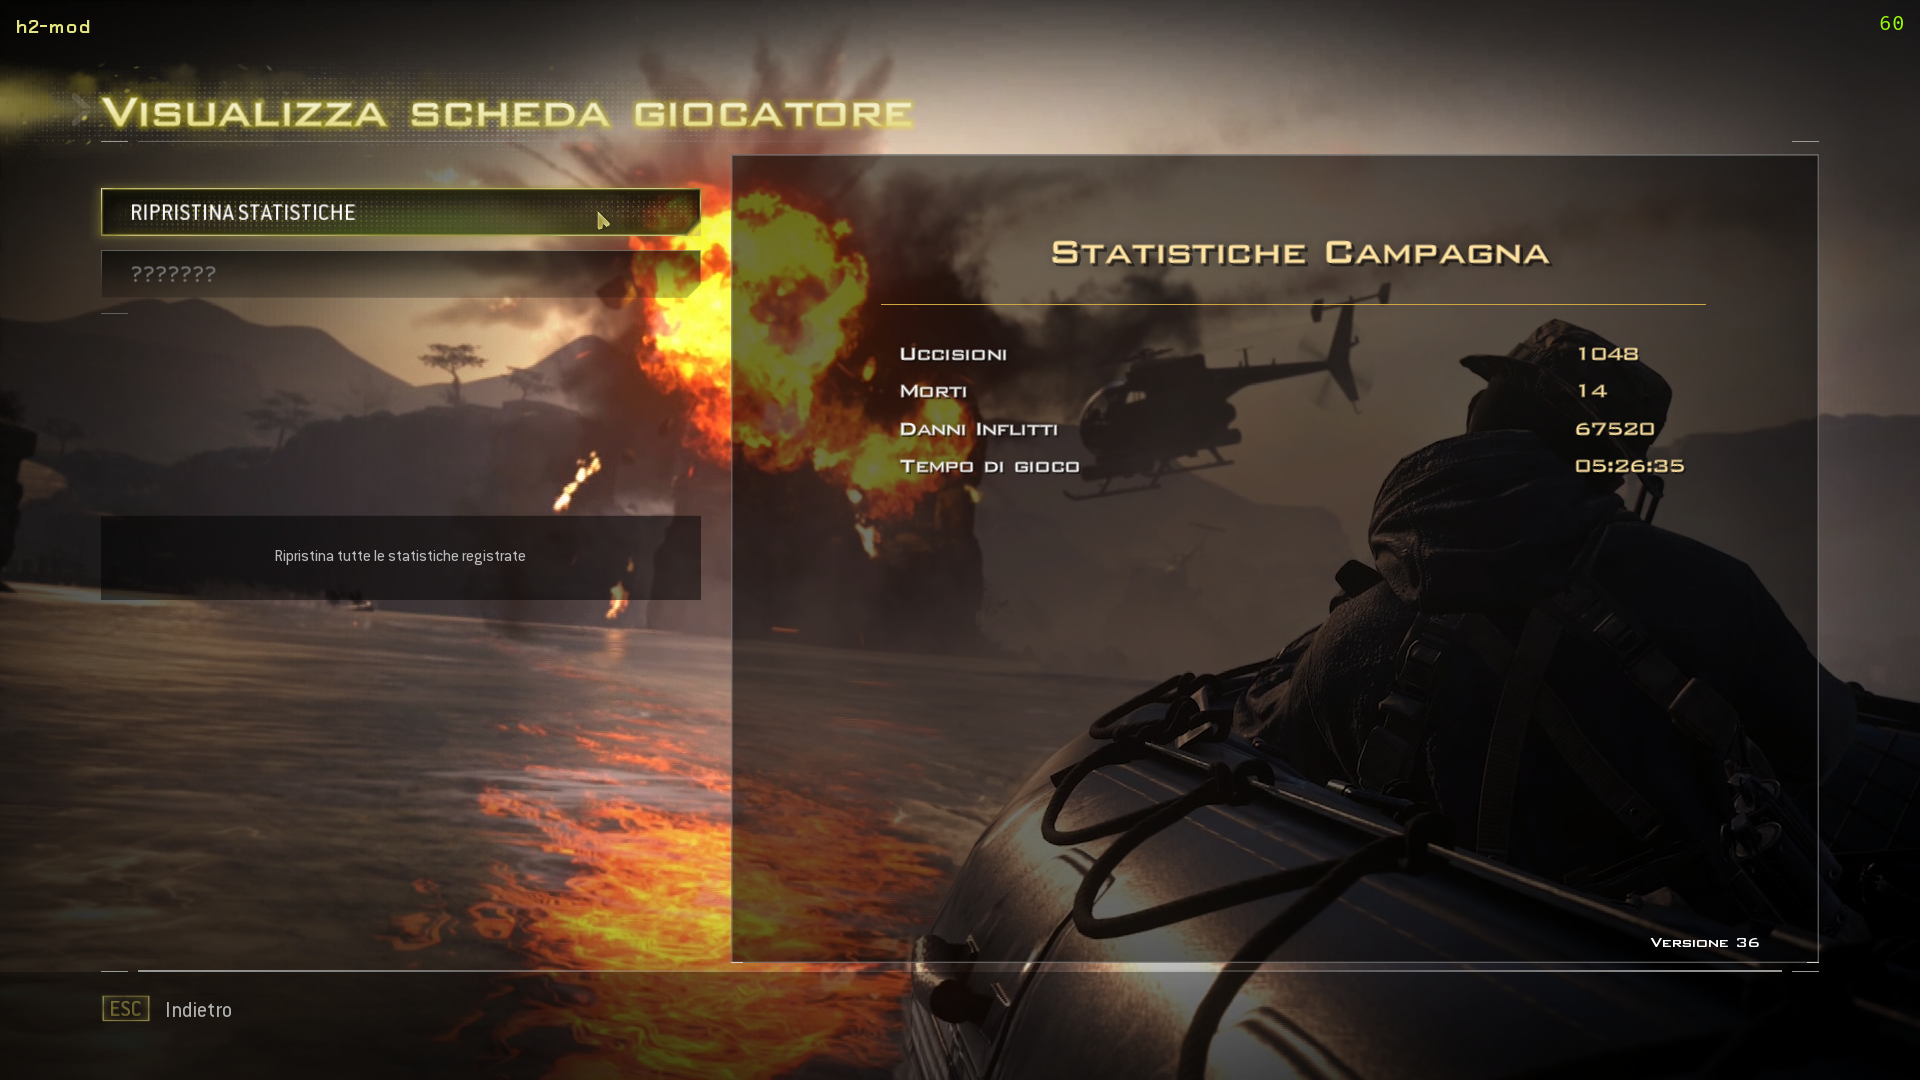 h2-mod
60
Visualizza scheda giocatore
RIPRISTINA STATISTICHE
???????
Ripristina tutte le statistiche registrate
Statistiche Campagna
Uccisioni 1048
Morti 14
Danni Inflitti 67520
Tempo di gioco 05:26:35
Versione 36
ESC Indietro